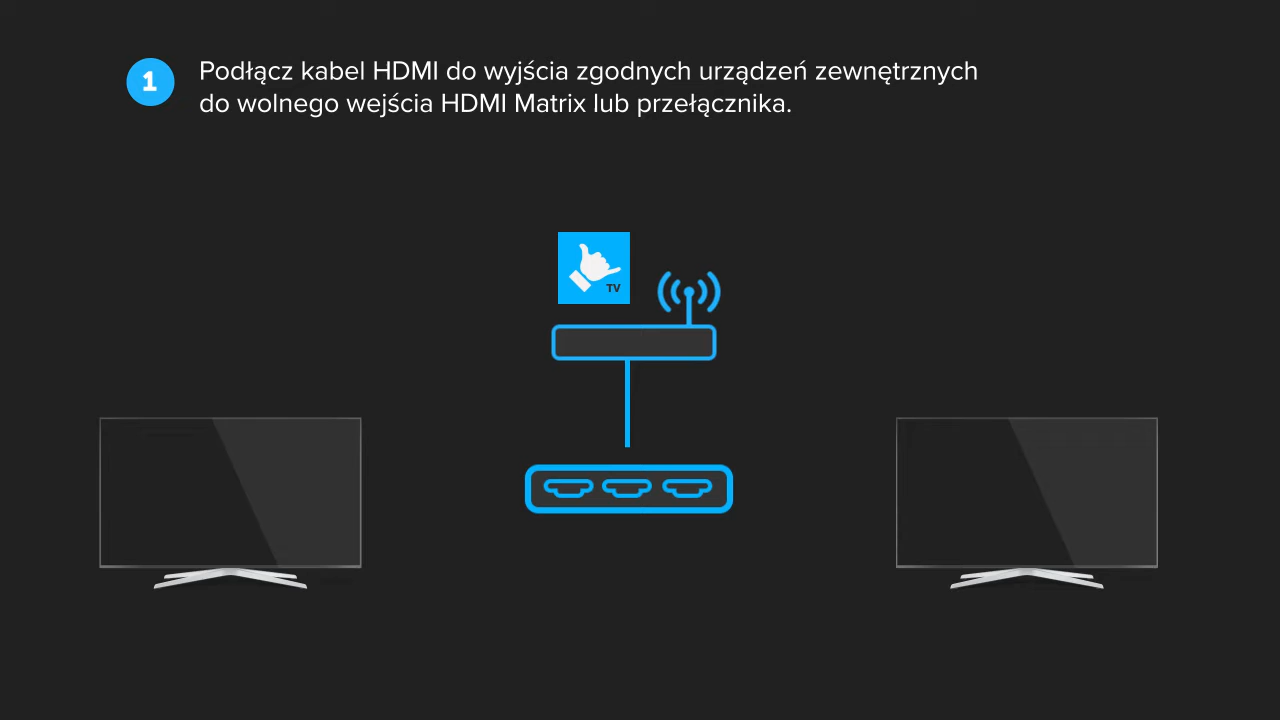 1
Podłącz kabel HDMI do wyjścia zgodnych urządzeń zewnętrznych
do wolnego wejścia HDMI Matrix lub przełącznika.
TV